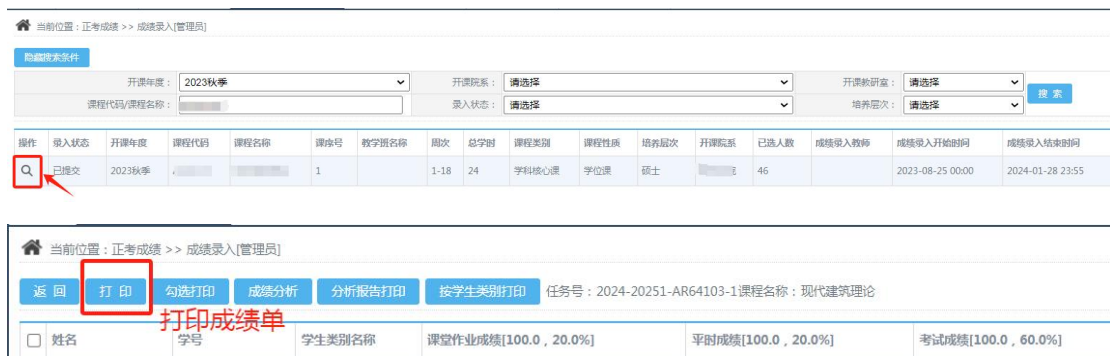 当前位置：正考成绩 >> 成绩录入[管理员]
隐藏搜索条件
开课年度： 2023秋季 开课院系： 请选择 开课教研室： 请选择
课程代码/课程名称： 录入状态： 请选择 培养层次： 请选择 搜 索
操作 录入状态 开课年度 课程代码 课程名称 课序号 教学班名称 周次 总学时 课程类别 课程性质 培养层次 开课院系 已选人数 成绩录入教师 成绩录入开始时间 成绩录入结束时间
已提交 2023秋季 1 1-18 24 学科核心课 学位课 硕士 46 2023-08-25 00:00 2024-01-28 23:55
当前位置：正考成绩 >> 成绩录入[管理员]
返 回 打 印 勾选打印 成绩分析 分析报告打印 按学生类别打印 任务号：2024-20251-AR64103-1课程名称：现代建筑理论
打印成绩单
姓名 学号 学生类别名称 课堂作业成绩[100.0，20.0%] 平时成绩[100.0，20.0%] 考试成绩[100.0，60.0%]